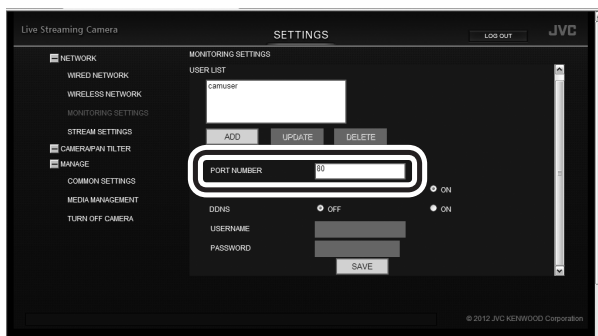 Live Streaming Camera
SETTINGS
LOG OUT
JVC
NETWORK
WIRED NETWORK
WIRELESS NETWORK
MONITORING SETTINGS
STREAM SETTINGS
CAMERA/PAN TILTER
MANAGE
COMMON SETTINGS
MEDIA MANAGEMENT
TURN OFF CAMERA
MONITORING SETTINGS
USER LIST
camuser
ADD UPDATE DELETE
PORT NUMBER 80
ON
DDNS OFF ON
USERNAME
PASSWORD
SAVE
© 2012 JVC KENWOOD Corporation